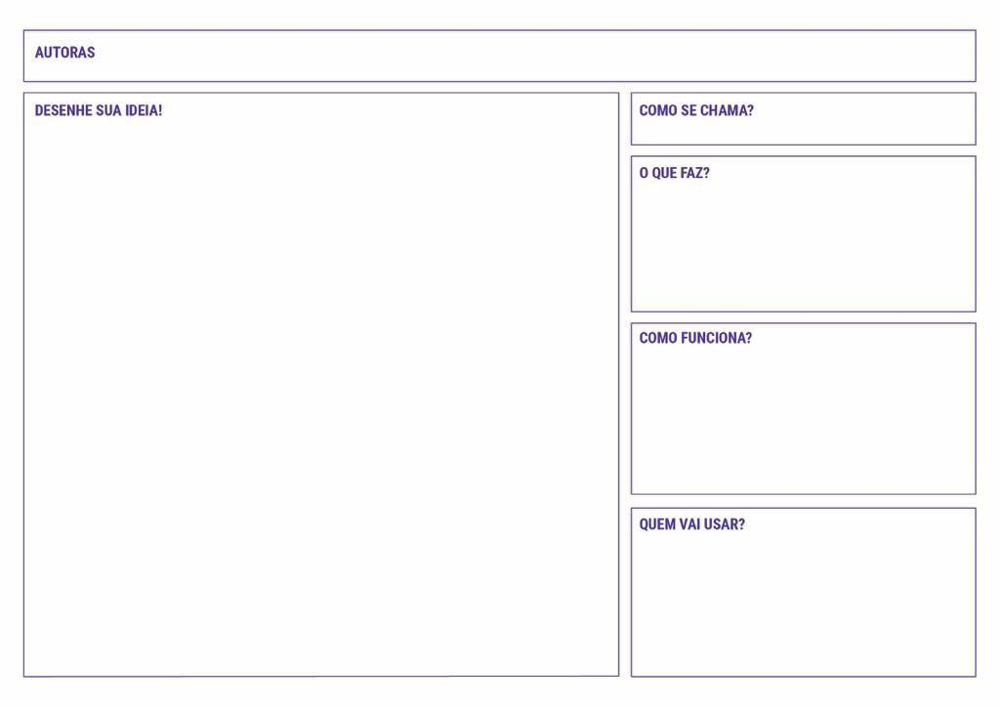 AUTORAS
DESENHE SUA IDEIA!
COMO SE CHAMA?
O QUE FAZ?
COMO FUNCIONA?
QUEM VAI USAR?